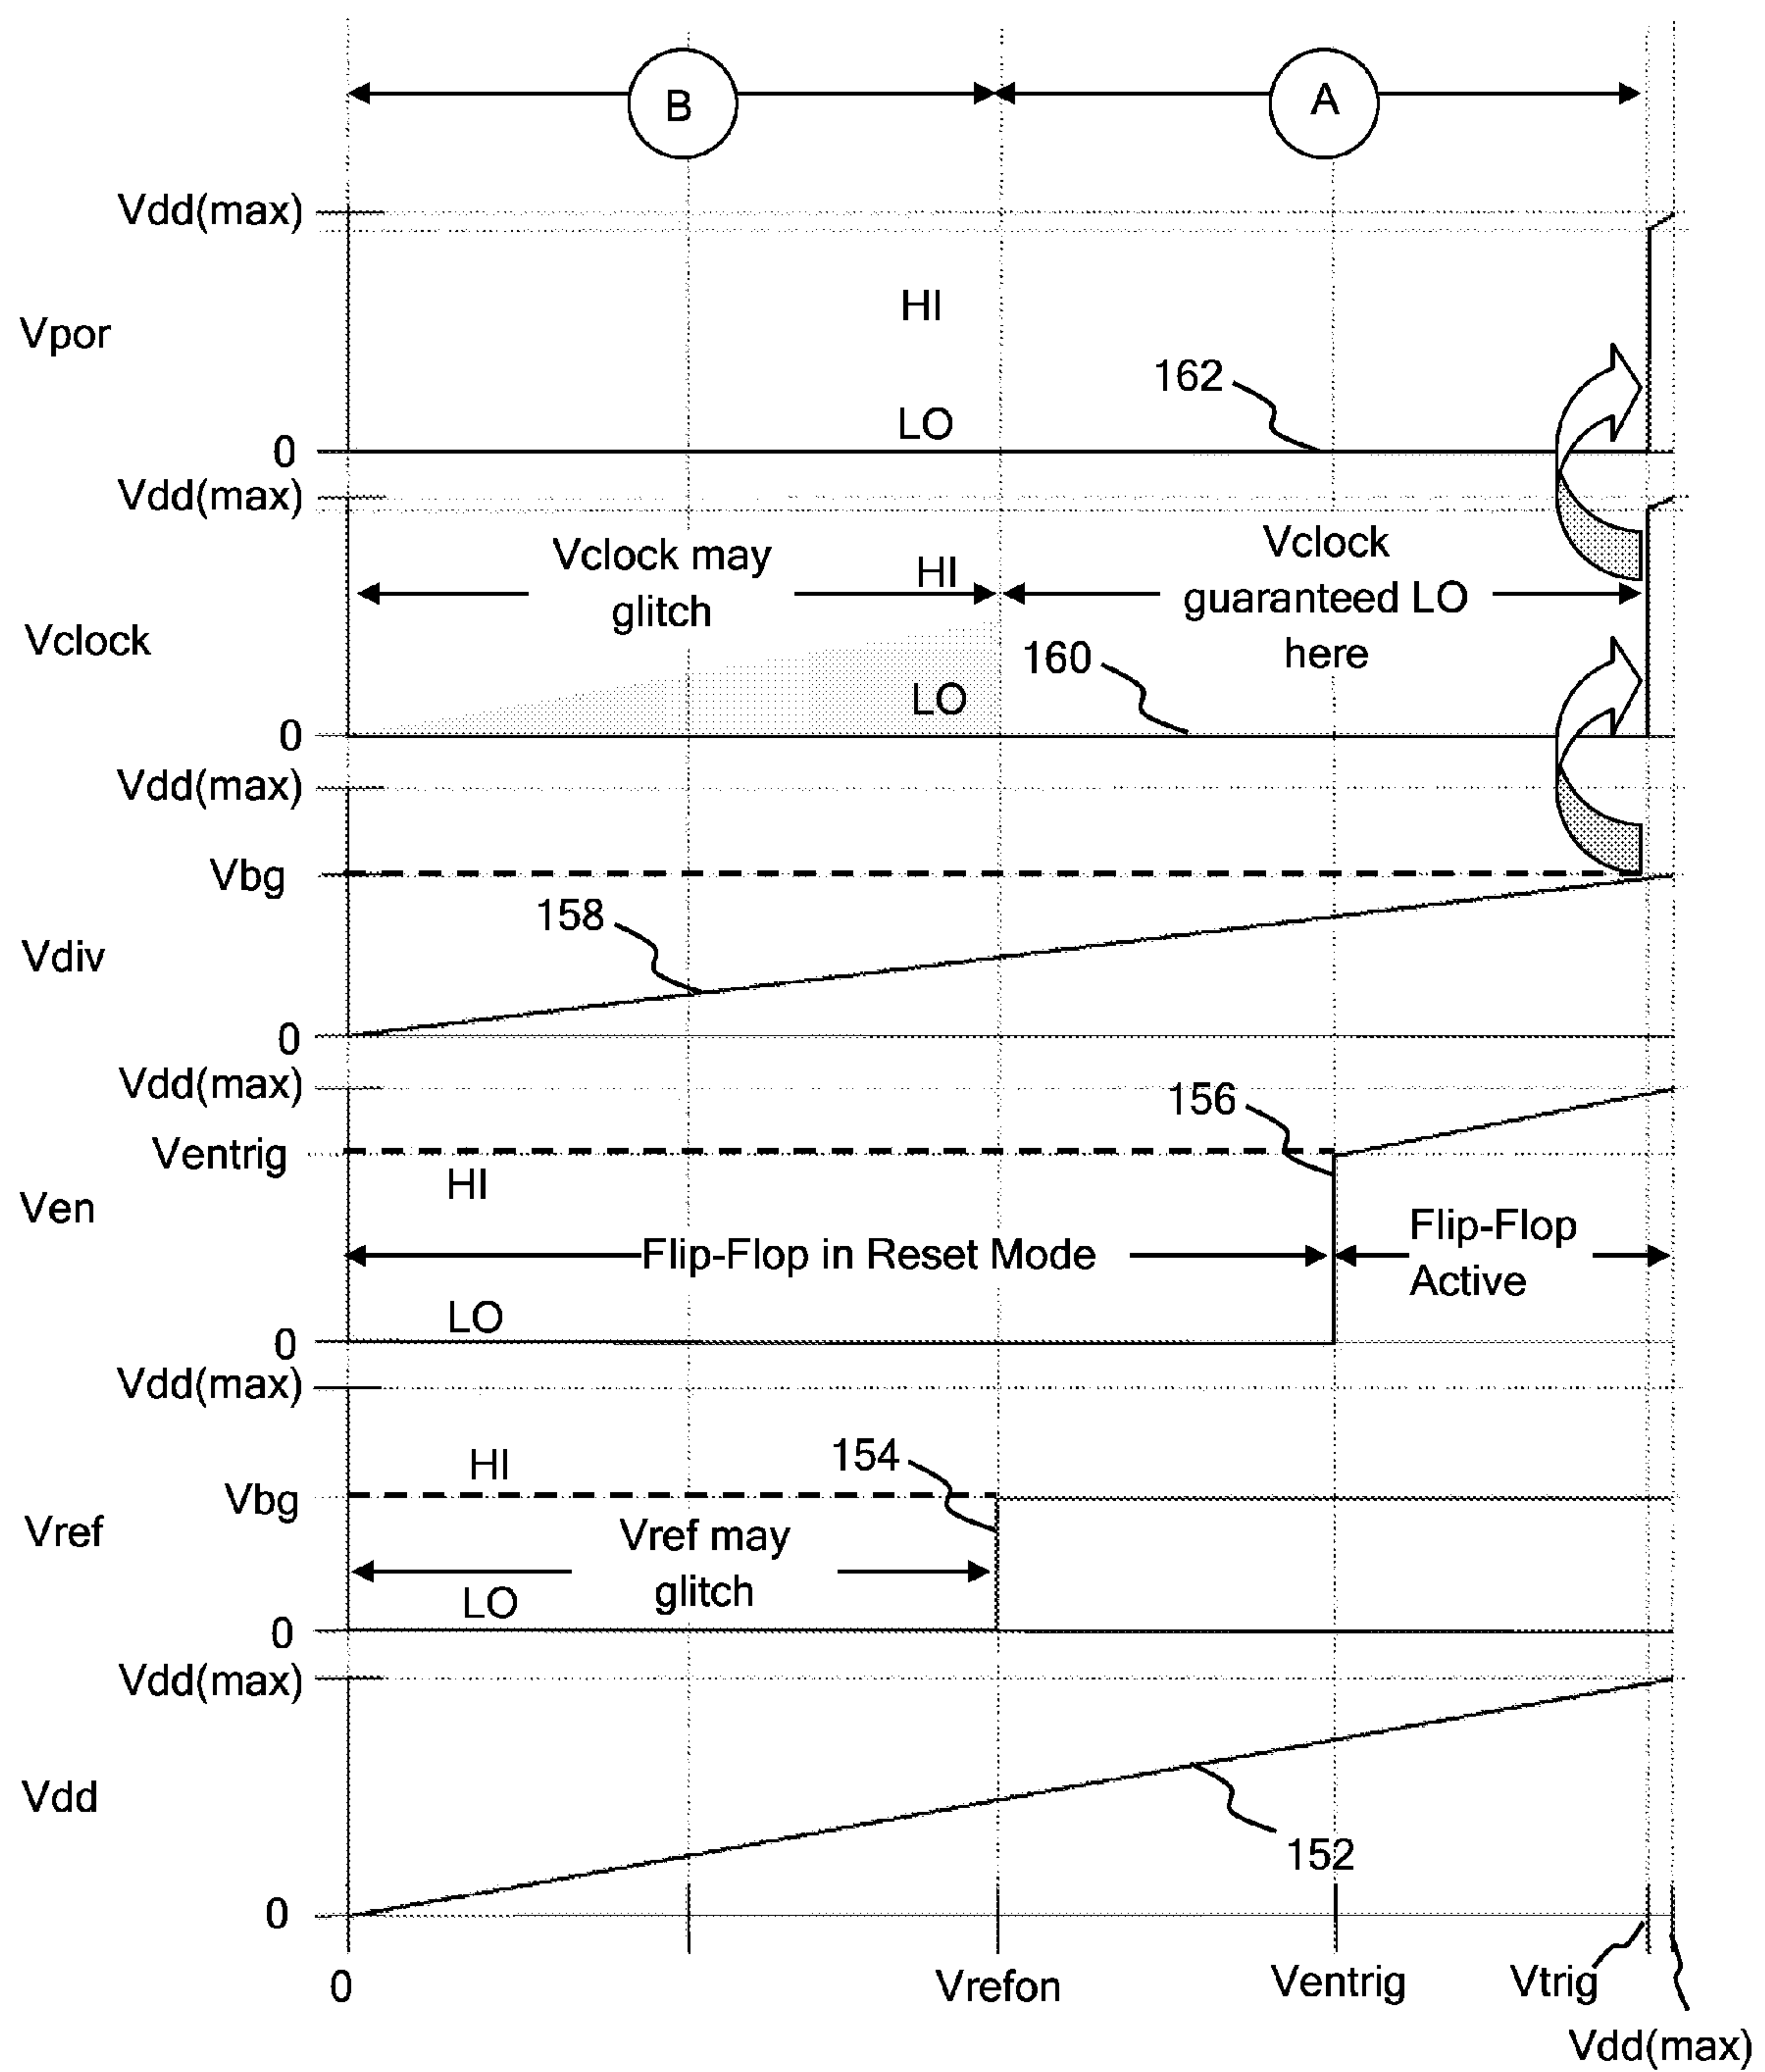 B
A
Vdd(max)
HI
Vpor
162
LO
0
Vdd(max)
Vclock may
glitch
HI
Vclock
guaranteed LO
here
Vclock
160
LO
0
Vdd(max)
Vbg
158
Vdiv
0
Vdd(max)
156
Ventrig
HI
Ven
Flip-Flop in Reset Mode
Flip-Flop
Active
LO
0
Vdd(max)
HI
154
Vbg
Vref
Vref may
glitch
LO
0
Vdd(max)
Vdd
152
0
0
Vrefon
Ventrig
Vtrig
Vdd(max)